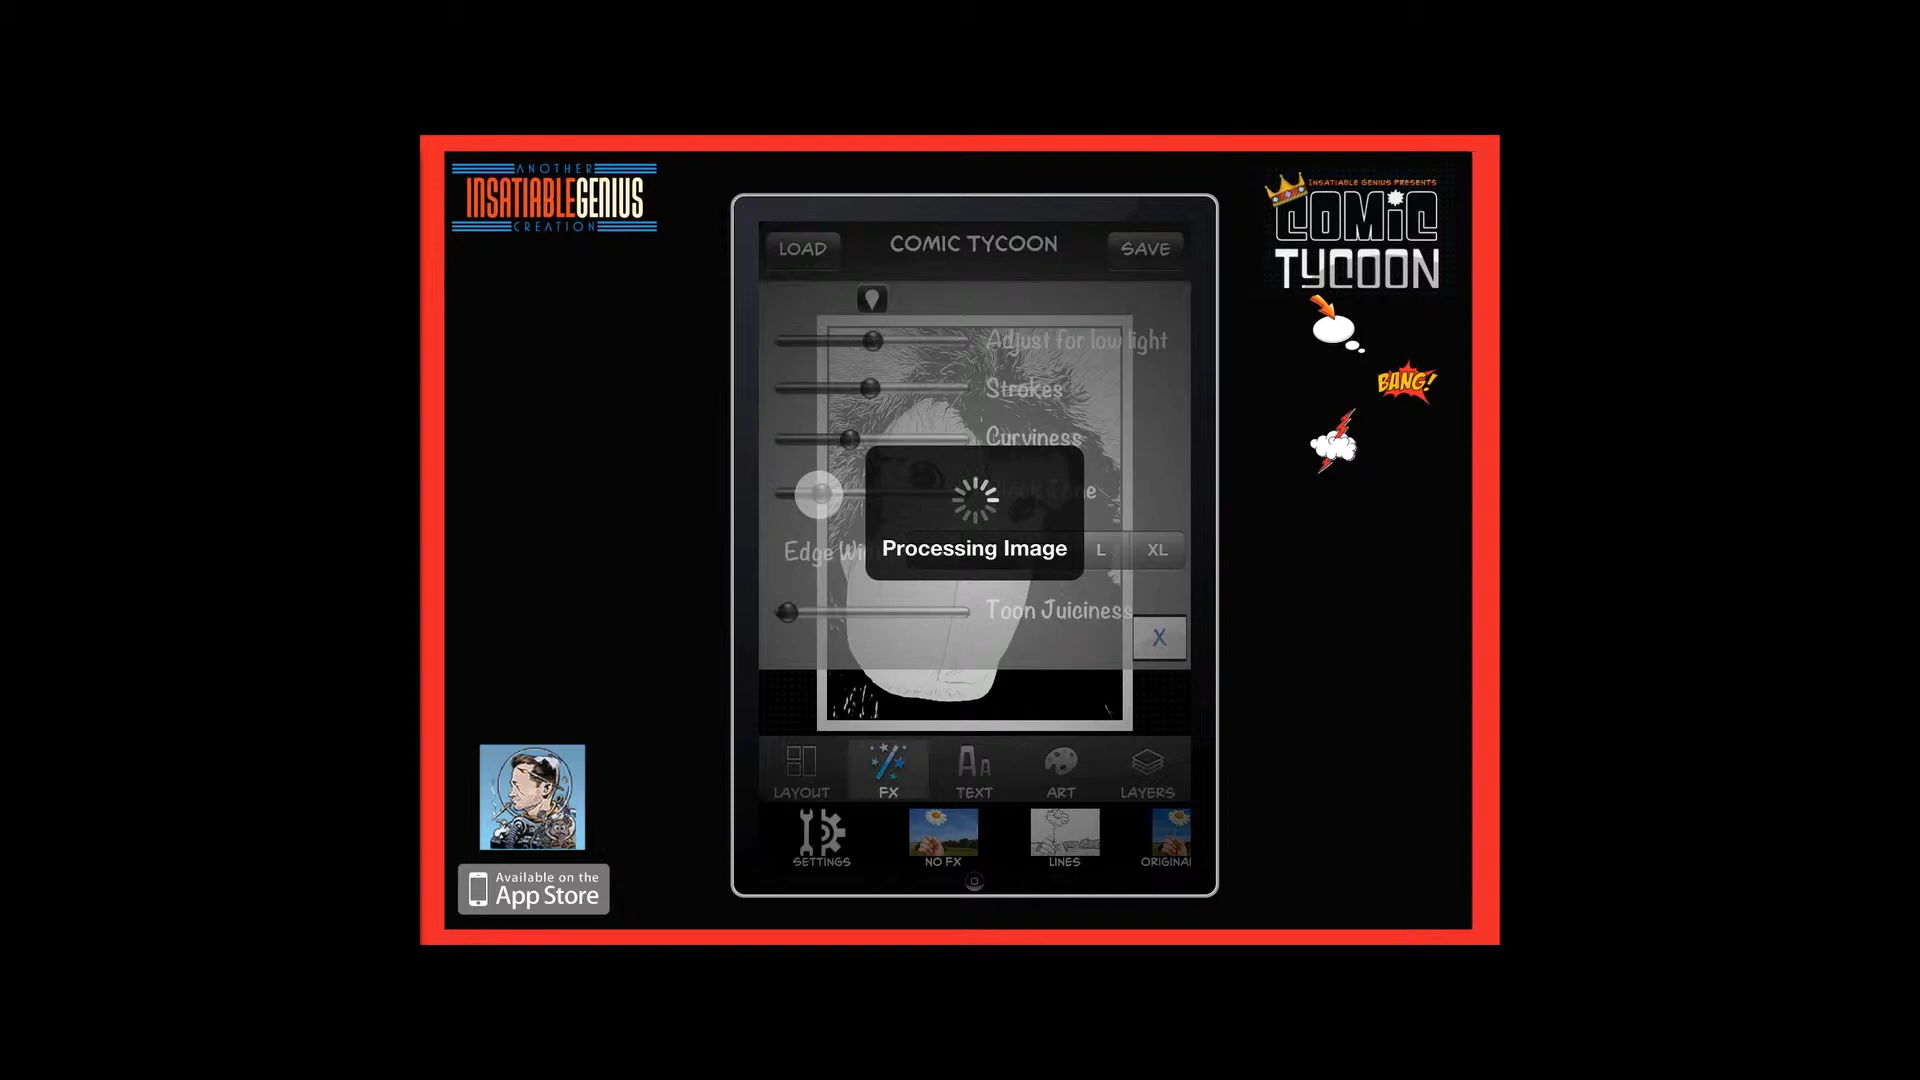 ANOTHER
INSATIABLEGENIUS
CREATION
INSATIABLE GENIUS PRESENTS
COMIC
TYCOON
BANG!
LOAD
COMIC TYCOON
SAVE
Adjust for low light
Strokes
Curviness
Processing Image
L
XL
Toon Juiciness
X
LAYOUT
FX
Aa
TEXT
ART
LAYERS
SETTINGS
NO FX
LINES
ORIGINA
Available on the
App Store